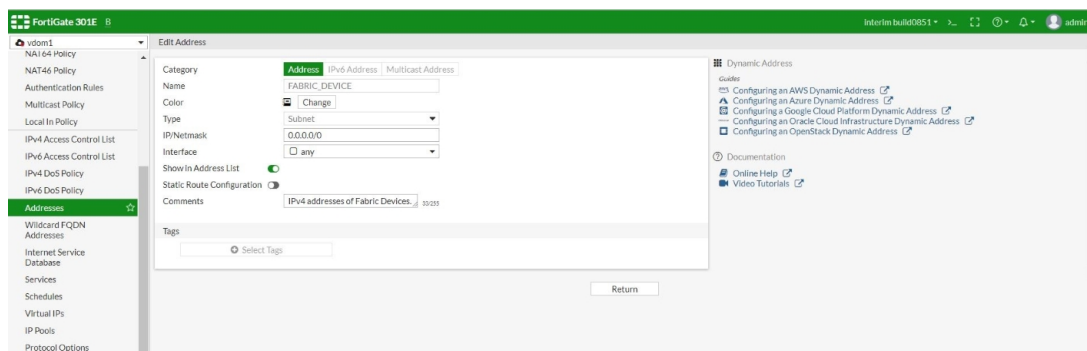 FortiGate 301E B
interim build0851
admin
vdom1
Edit Address
NAT64 Policy
NAT46 Policy
Authentication Rules
Multicast Policy
Local In Policy
IPv4 Access Control List
IPv6 Access Control List
IPv4 DoS Policy
IPv6 DoS Policy
Addresses
Wildcard FQDN
Addresses
Internet Service
Database
Services
Schedules
Virtual IPs
IP Pools
Protocol Options
Category Address IPv6 Address Multicast Address
Name FABRIC_DEVICE
Color Change
Type Subnet
IP/Netmask 0.0.0.0/0
Interface any
Show in Address List
Static Route Configuration
Comments IPv4 addresses of Fabric Devices. 33/255
Tags
Select Tags
Return
Dynamic Address
Guides
Configuring an AWS Dynamic Address
Configuring an Azure Dynamic Address
Configuring a Google Cloud Platform Dynamic Address
Configuring an Oracle Cloud Infrastructure Dynamic Address
Configuring an OpenStack Dynamic Address
Documentation
Online Help
Video Tutorials